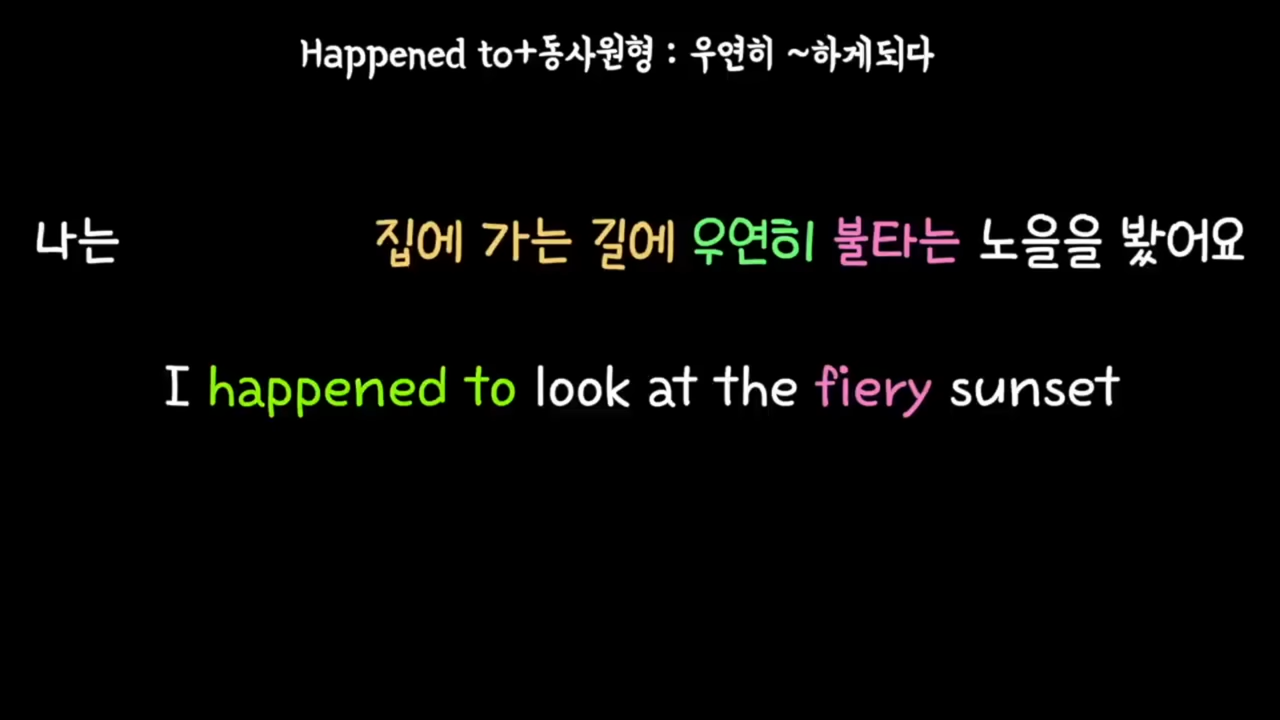 Happened to+동사원형 : 우연히 ~하게되다
나는 집에 가는 길에 우연히 불타는 노을을 봤어요
I happened to look at the fiery sunset